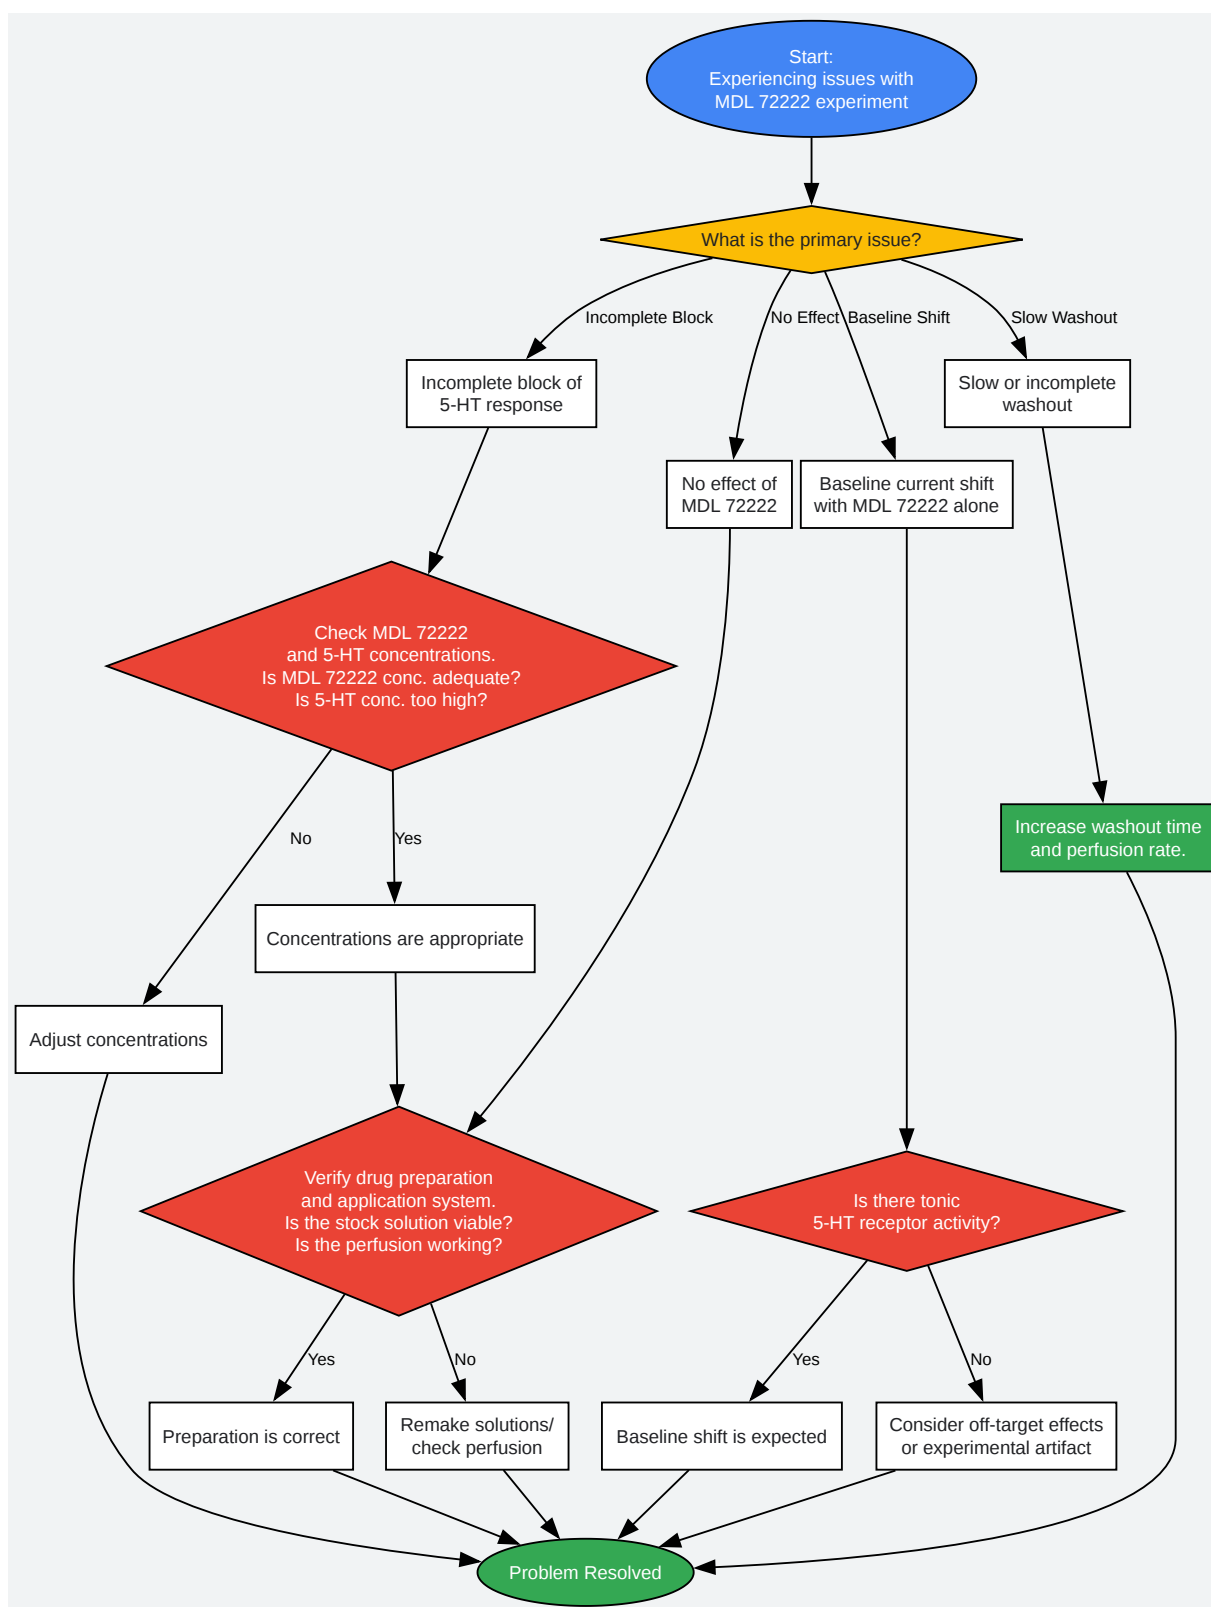 Start:
Experiencing issues with
MDL 72222 experiment
What is the primary issue?
Incomplete Block
No Effect
Baseline Shift
Slow Washout
Incomplete block of
5-HT response
Slow or incomplete
washout
No effect of
MDL 72222
Baseline current shift
with MDL 72222 alone
Check MDL 72222
and 5-HT concentrations.
Is MDL 72222 conc. adequate?
Is 5-HT conc. too high?
Increase washout time
and perfusion rate.
No
Yes
Concentrations are appropriate
Adjust concentrations
Verify drug preparation
and application system.
Is the stock solution viable?
Is the perfusion working?
Is there tonic
5-HT receptor activity?
Yes
No
Yes
No
Preparation is correct
Remake solutions/
check perfusion
Baseline shift is expected
Consider off-target effects
or experimental artifact
Problem Resolved